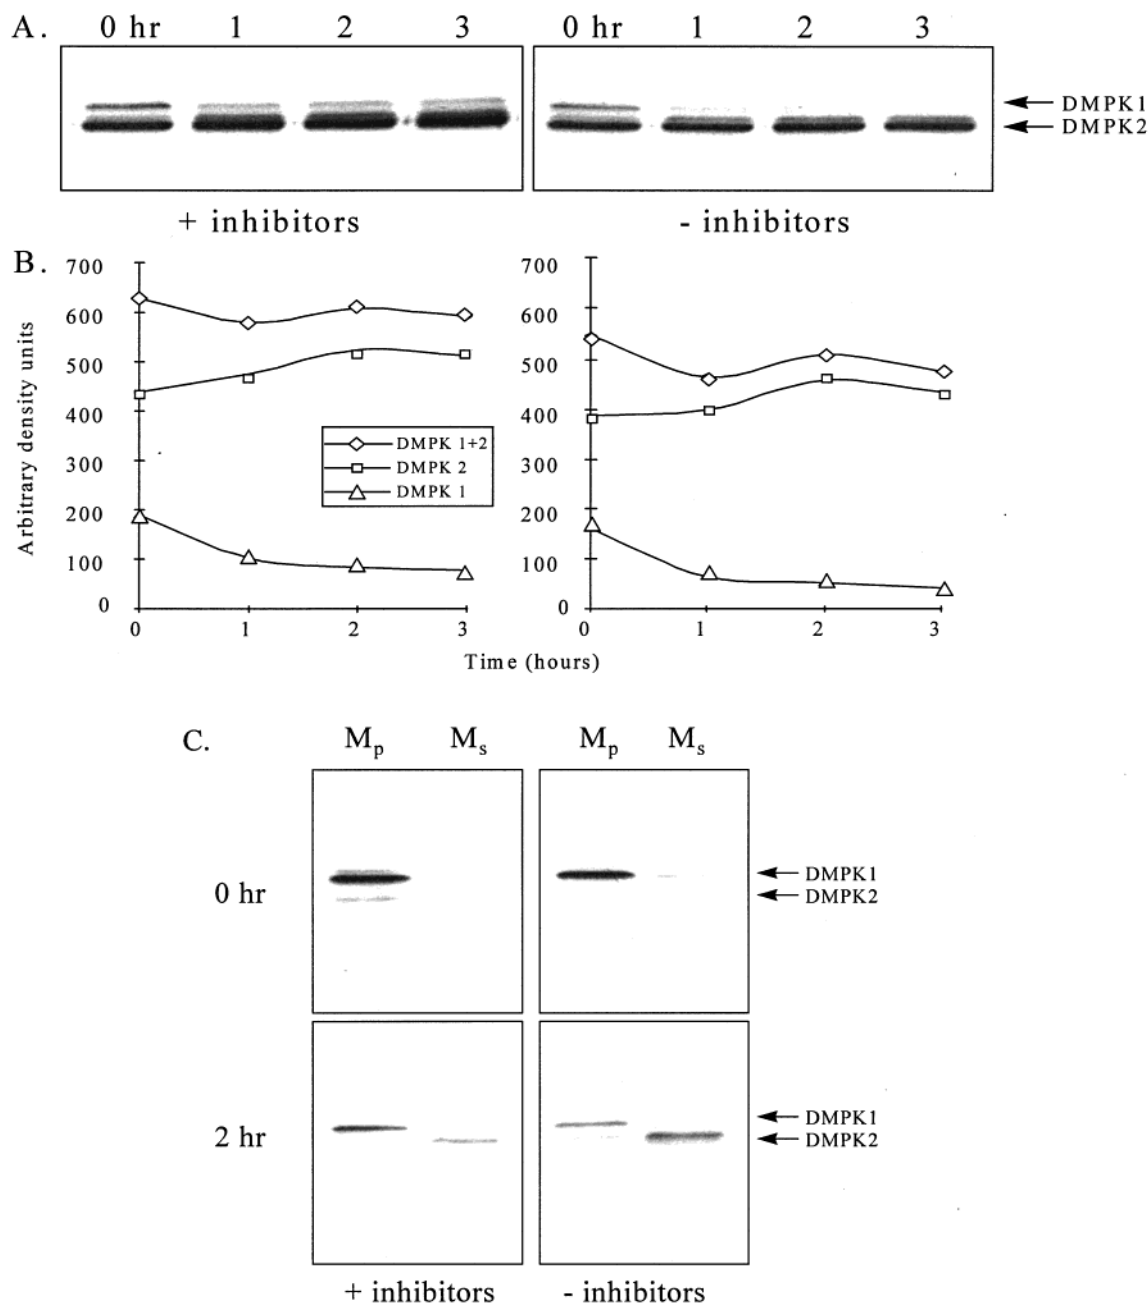 A. 0 hr 1 2 3 0 hr 1 2 3
DMPK1
DMPK2
+ inhibitors - inhibitors
B.
Arbitrary density units
700
600
500
400
300
200
100
0
0 1 2 3
DMPK 1+2
DMPK 2
DMPK 1
700
600
500
400
300
200
100
0
0 1 2 3
Time (hours)
C. Mp Ms Mp Ms
0 hr
DMPK1
DMPK2
2 hr
DMPK1
DMPK2
+ inhibitors - inhibitors